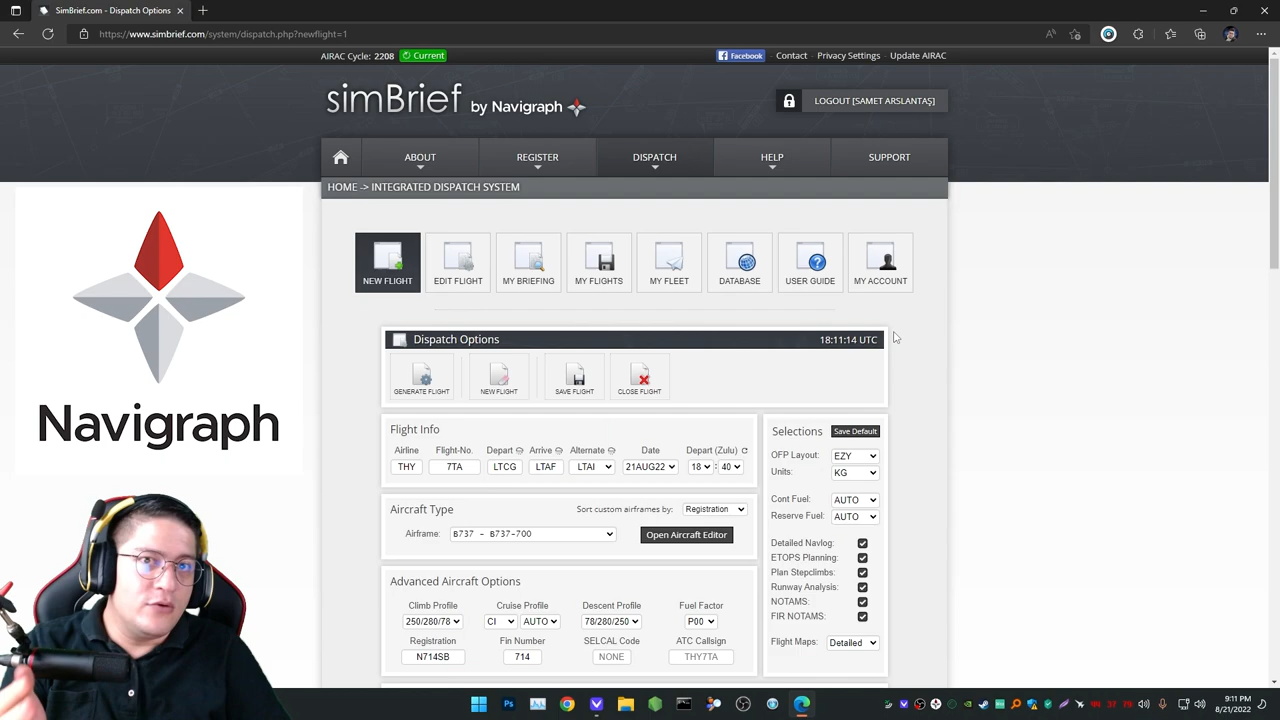 SimBrief.com - Dispatch Options
https://www.simbrief.com/system/dispatch.php?newflight=1
AIRAC Cycle: 2208 Current
Facebook Contact Privacy Settings Update AIRAC
simBrief by Navigraph
LOGOUT [SAMET ARSLANTAŞ]
ABOUT REGISTER DISPATCH HELP SUPPORT
HOME -> INTEGRATED DISPATCH SYSTEM
NEW FLIGHT EDIT FLIGHT MY BRIEFING MY FLIGHTS MY FLEET DATABASE USER GUIDE MY ACCOUNT
Dispatch Options 18:11:14 UTC
GENERATE FLIGHT NEW FLIGHT SAVE FLIGHT CLOSE FLIGHT
Navigraph
Flight Info
Airline Flight-No. Depart Arrive Alternate Date Depart (Zulu)
THY 7TA LTCG LTAF LTAI 21AUG22 18 : 40
Aircraft Type Sort custom airframes by: Registration
Airframe: B737 - B737-700 Open Aircraft Editor
Advanced Aircraft Options
Climb Profile Cruise Profile Descent Profile Fuel Factor
250/280/78 CI AUTO 78/280/250 P00
Registration Fin Number SELCAL Code ATC Callsign
N714SB 714 NONE THY7TA
Selections Save Default
OFP Layout: EZY
Units: KG
Cont Fuel: AUTO
Reserve Fuel: AUTO
Detailed Navlog:
ETOPS Planning:
Plan Stepclimbs:
Runway Analysis:
NOTAMS:
FIR NOTAMS:
Flight Maps: Detailed
9:11 PM
8/21/2022